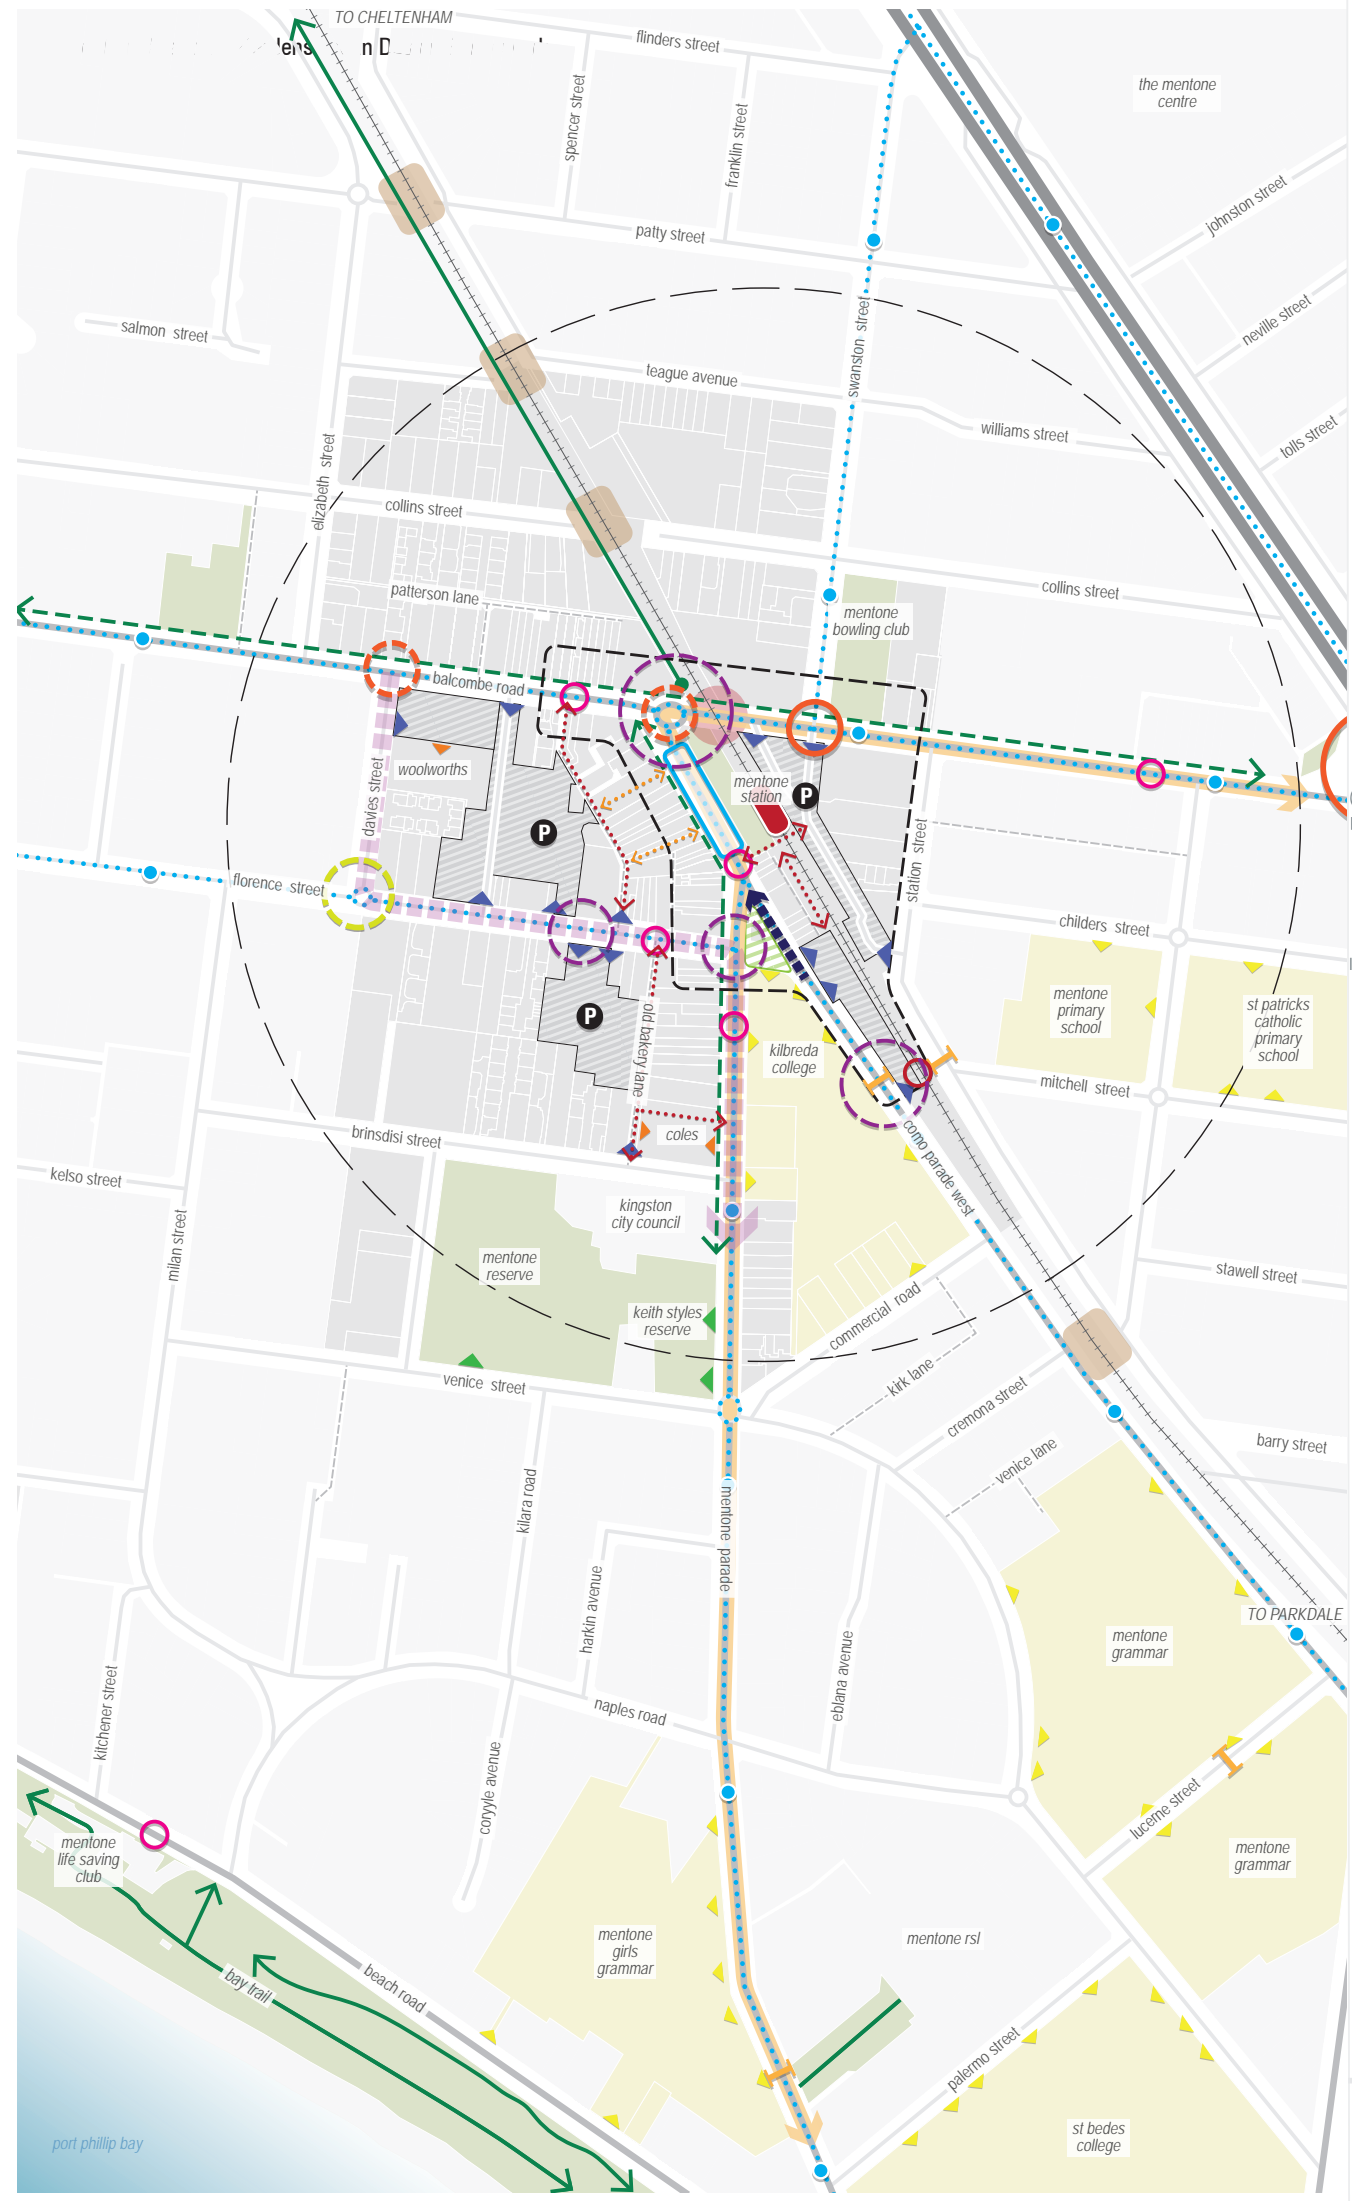 TO CHELTENHAM
flinders street
the mentone
centre
spencer street
franklin street
johnston street
patty street
neville street
salmon street
swanston street
teague avenue
williams street
tolls street
elizabeth street
collins street
collins street
patterson lane
mentone
bowling club
balcombe road
woolworths
mentone
station
P
P
davies street
florence street
station street
childers street
mentone
primary
school
st patricks
catholic
primary
school
P
old bakery lane
kilbreda
college
mitchell street
brinsdisi street
coles
como parade west
kelso street
kingston
city council
milan street
mentone
reserve
stawell street
keith styles
reserve
commercial road
venice street
kirk lane
cremona street
barry street
venice lane
kilara road
mentone parade
harkin avenue
TO PARKDALE
mentone
grammar
eblana avenue
kitchener street
naples road
coryyle avenue
lucerne street
mentone
life saving
club
mentone
grammar
mentone
girls
grammar
mentone rsl
bay trail
beach road
palermo street
st bedes
college
port phillip bay